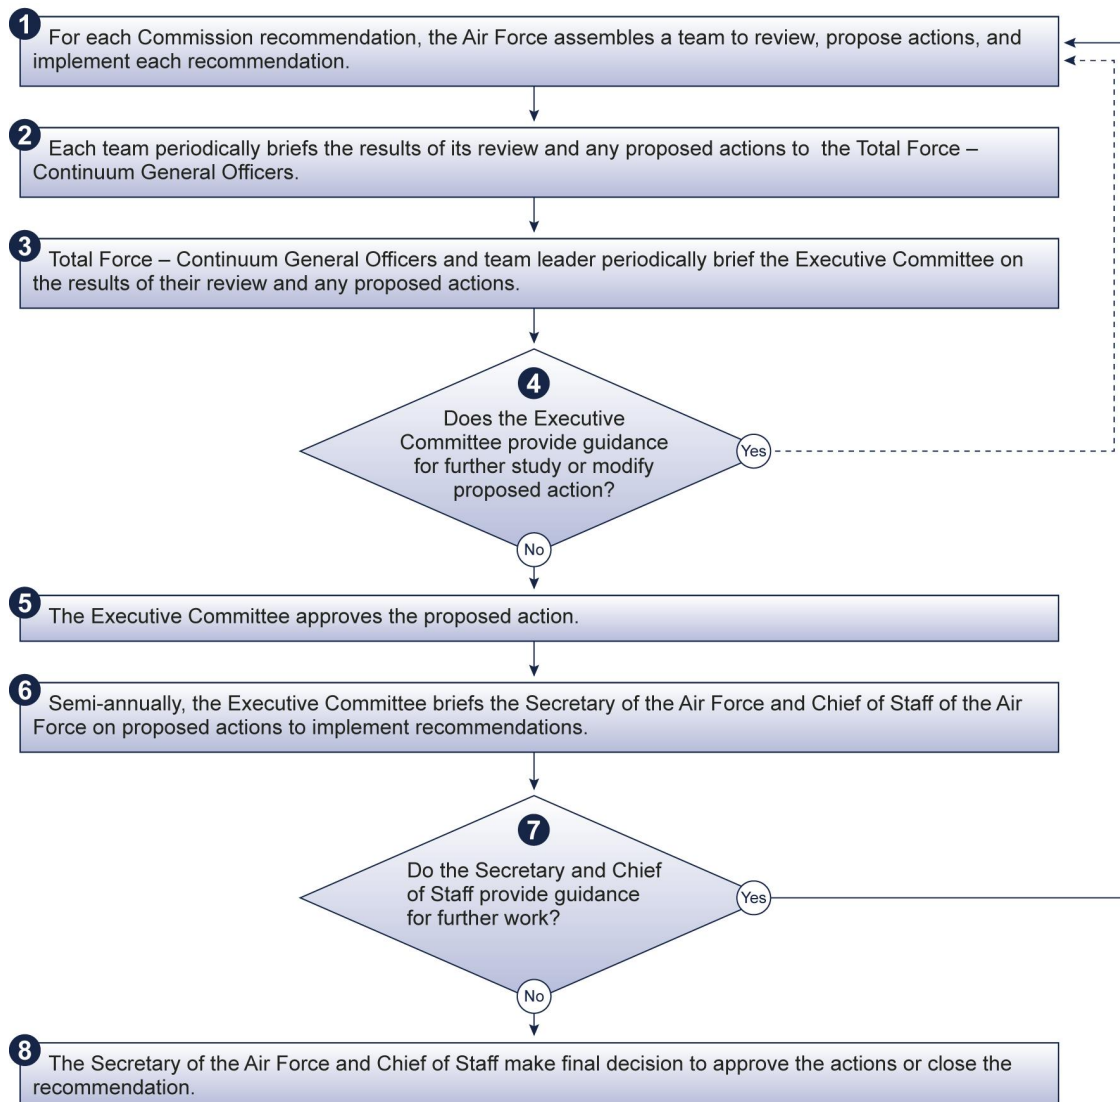 1
For each Commission recommendation, the Air Force assembles a team to review, propose actions, and
implement each recommendation.
2
Each team periodically briefs the results of its review and any proposed actions to the Total Force –
Continuum General Officers.
3
Total Force – Continuum General Officers and team leader periodically brief the Executive Committee on
the results of their review and any proposed actions.
4
Does the Executive
Committee provide guidance
for further study or modify
proposed action?
Yes
No
5
The Executive Committee approves the proposed action.
6
Semi-annually, the Executive Committee briefs the Secretary of the Air Force and Chief of Staff of the Air
Force on proposed actions to implement recommendations.
7
Do the Secretary and Chief
of Staff provide guidance
for further work?
Yes
No
8
The Secretary of the Air Force and Chief of Staff make final decision to approve the actions or close the
recommendation.